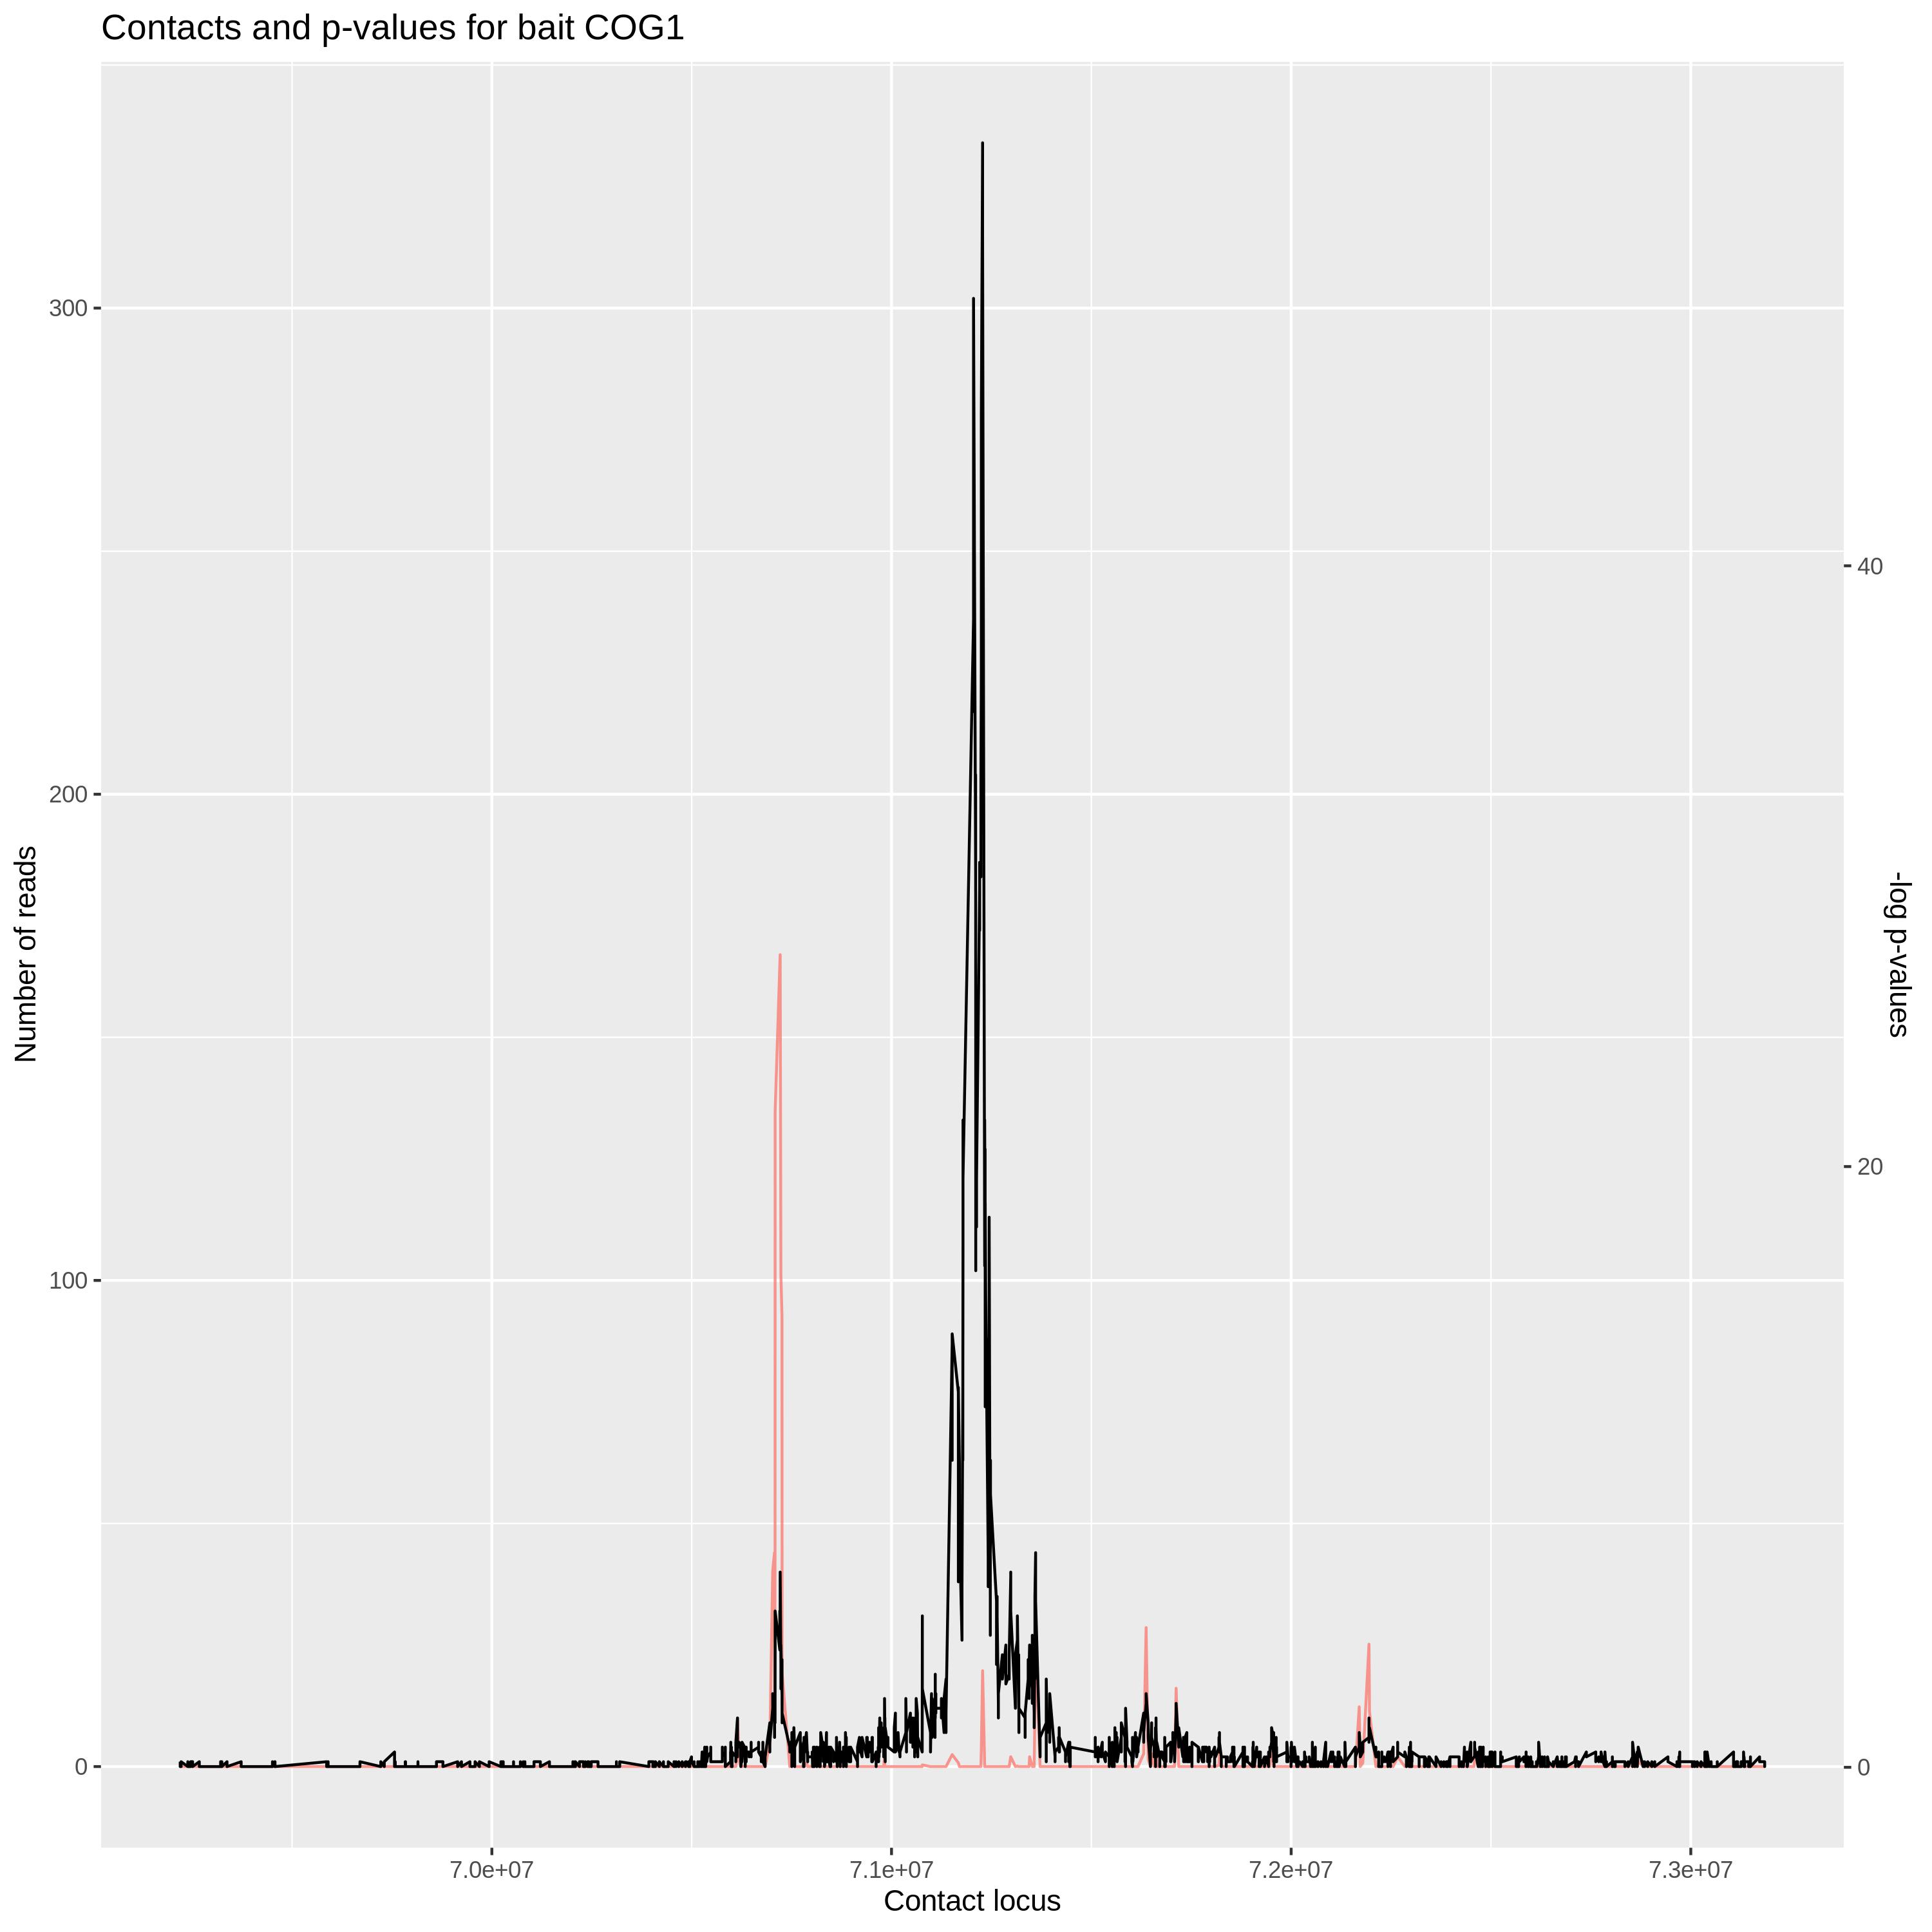 Contacts and p-values for bait COG1
300
200
100
0
Number of reads
40
20
0
-log p-values
7.0e+07
7.1e+07
7.2e+07
7.3e+07
Contact locus